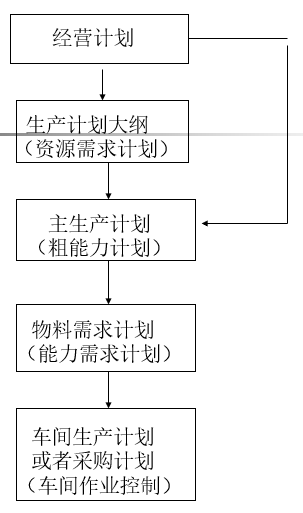 经营计划
生产计划大纲
（资源需求计划）
主生产计划
（粗能力计划）
物料需求计划
（能力需求计划）
车间生产计划
或者采购计划
（车间作业控制）